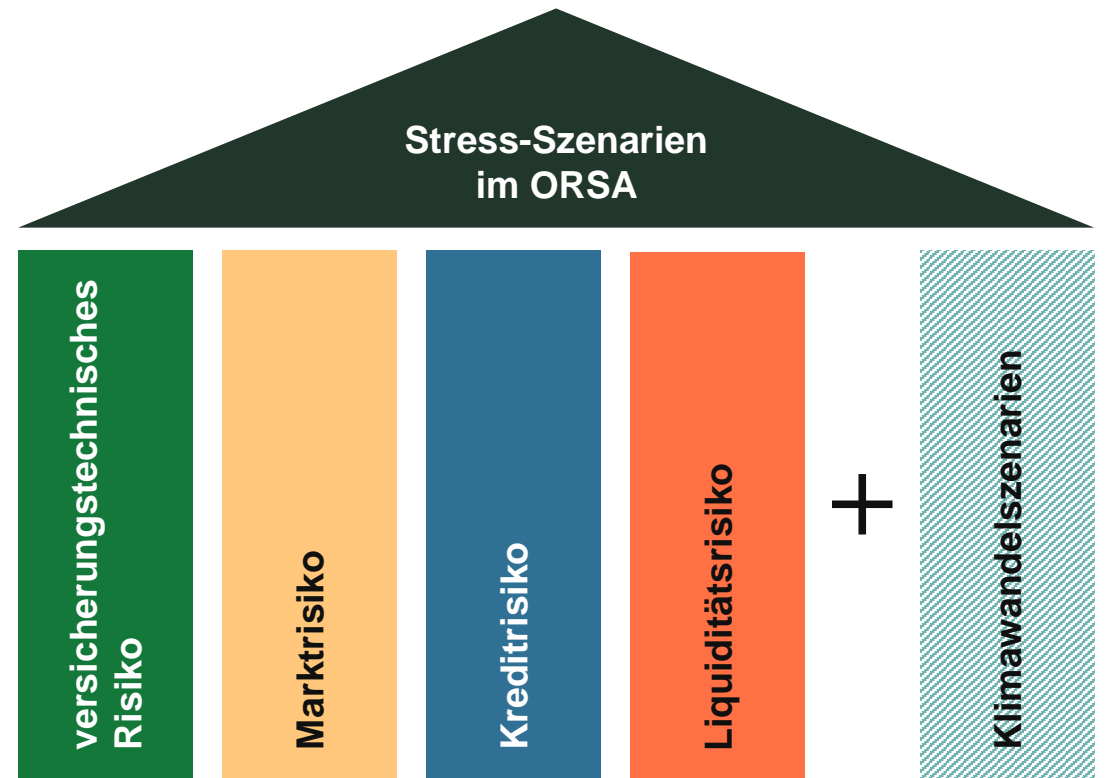 Stress-Szenarien
im ORSA
versicherungstechnisches
Risiko
Marktrisiko
Kreditrisiko
Liquiditätsrisiko
+
Klimawandelszenarien